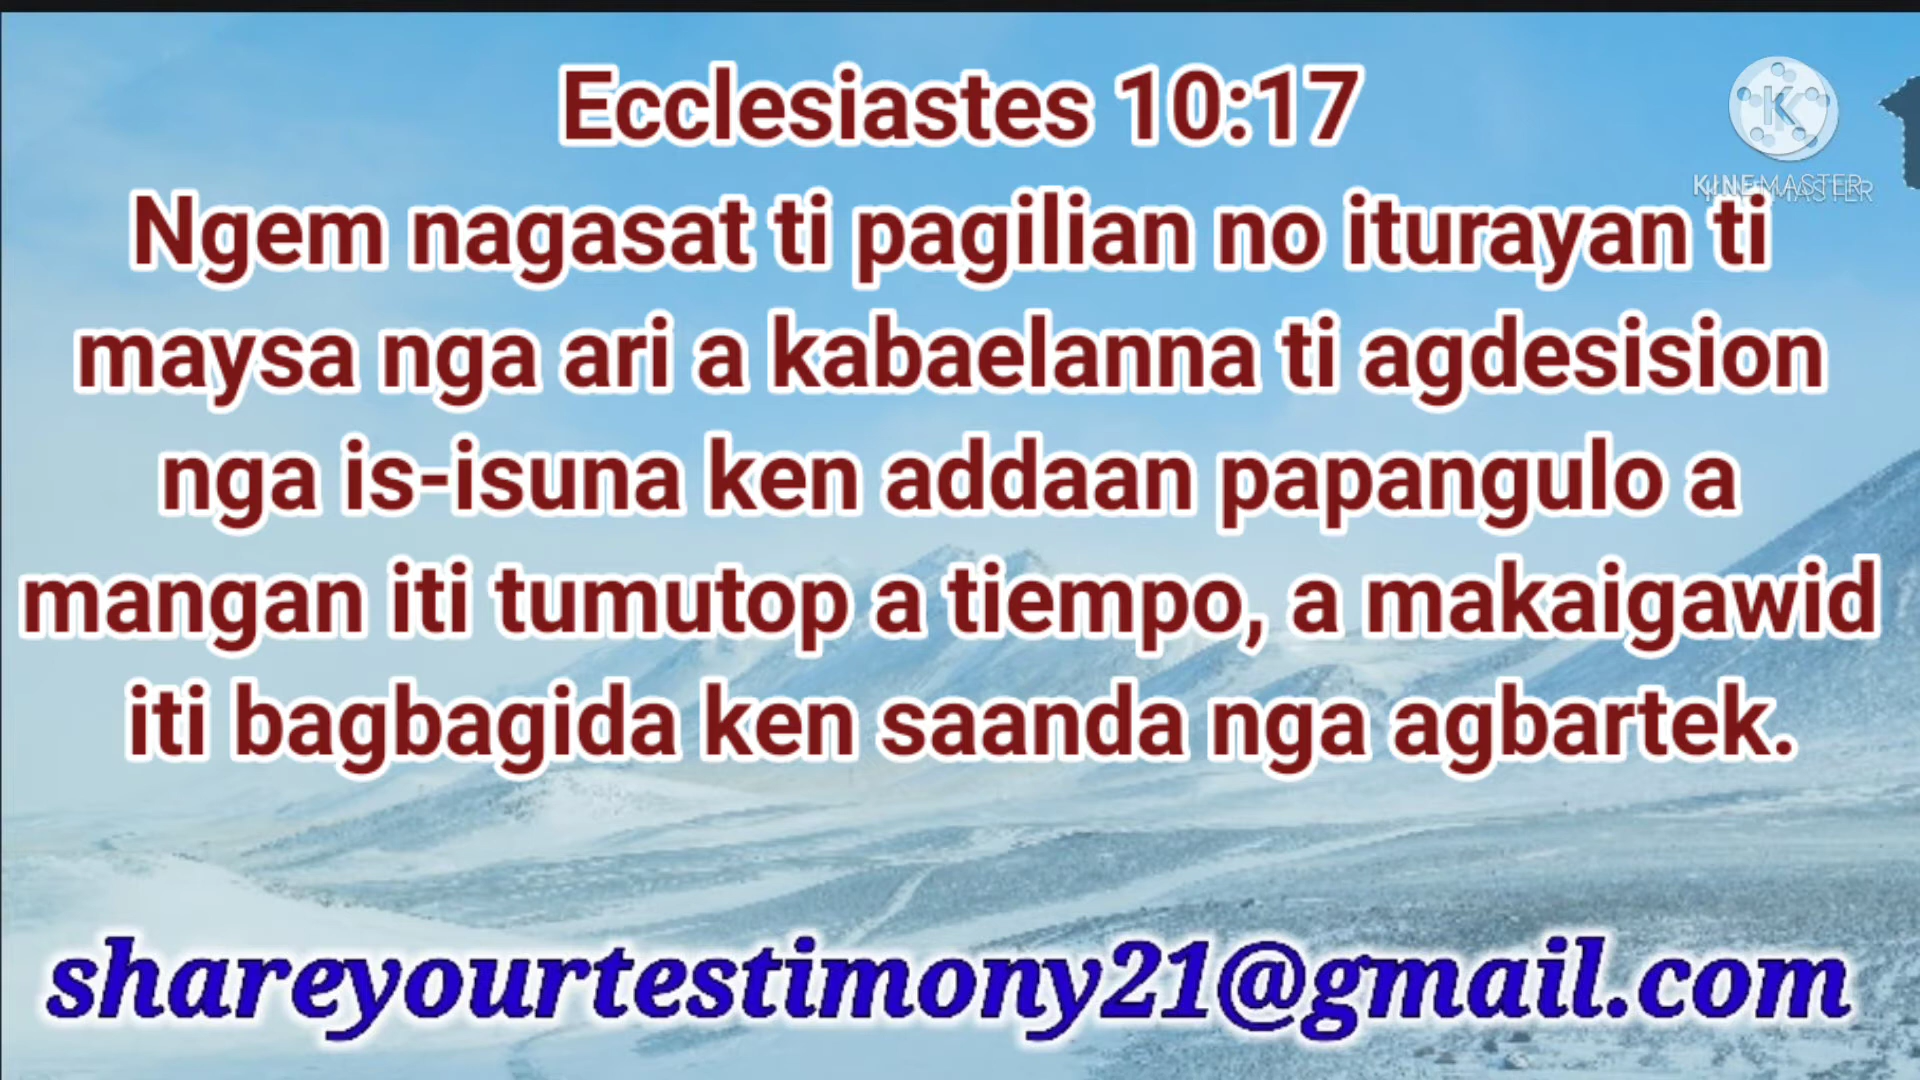 Ecclesiastes 10:17
KINEMASTER
Ngem nagasat ti pagilian no iturayan ti
maysa nga ari a kabaelanna ti agdesision
nga is-isuna ken addaan papangulo a
mangan iti tumutop a tiempo, a makaigawid
iti bagbagida ken saanda nga agbartek.
shareyourtestimony21@gmail.com